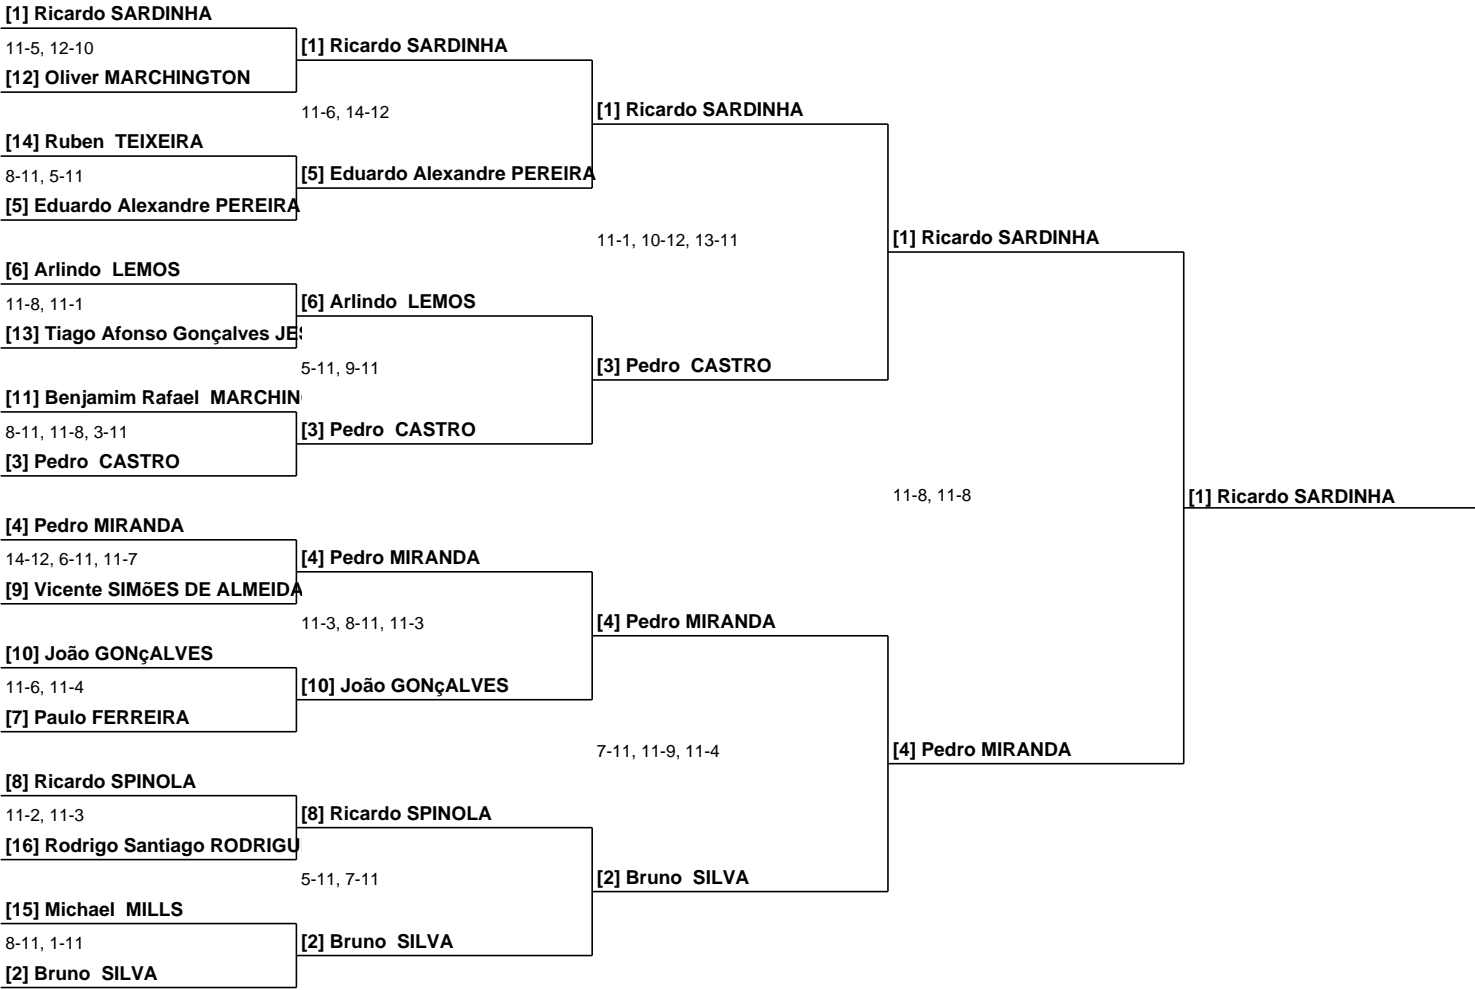 [1] Ricardo SARDINHA
11-5, 12-10
[12] Oliver MARCHINGTON
[14] Ruben TEIXEIRA
8-11, 5-11
[5] Eduardo Alexandre PEREIRA
[6] Arlindo LEMOS
11-8, 11-1
[13] Tiago Afonso Gonçalves JES
[11] Benjamim Rafael MARCHIN
8-11, 11-8, 3-11
[3] Pedro CASTRO
[4] Pedro MIRANDA
14-12, 6-11, 11-7
[9] Vicente SIMõES DE ALMEIDA
[10] João GONçALVES
11-6, 11-4
[7] Paulo FERREIRA
[8] Ricardo SPINOLA
11-2, 11-3
[16] Rodrigo Santiago RODRIGU
[15] Michael MILLS
8-11, 1-11
[2] Bruno SILVA
[1] Ricardo SARDINHA
11-6, 14-12
[5] Eduardo Alexandre PEREIRA
[6] Arlindo LEMOS
5-11, 9-11
[3] Pedro CASTRO
[4] Pedro MIRANDA
11-3, 8-11, 11-3
[10] João GONçALVES
[8] Ricardo SPINOLA
5-11, 7-11
[2] Bruno SILVA
[1] Ricardo SARDINHA
11-1, 10-12, 13-11
[3] Pedro CASTRO
[4] Pedro MIRANDA
7-11, 11-9, 11-4
[2] Bruno SILVA
[1] Ricardo SARDINHA
11-8, 11-8
[4] Pedro MIRANDA
[1] Ricardo SARDINHA